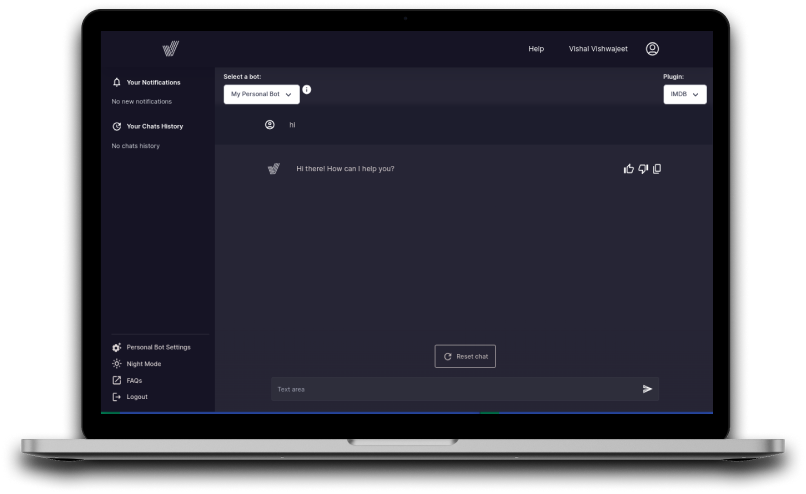 Help
Vishal Vishwajeet
Your Notifications
No new notifications
Your Chats History
No chats history
Select a bot:
My Personal Bot
Plugin:
IMDB
hi
Hi there! How can I help you?
Reset chat
Text area
Personal Bot Settings
Night Mode
FAQs
Logout